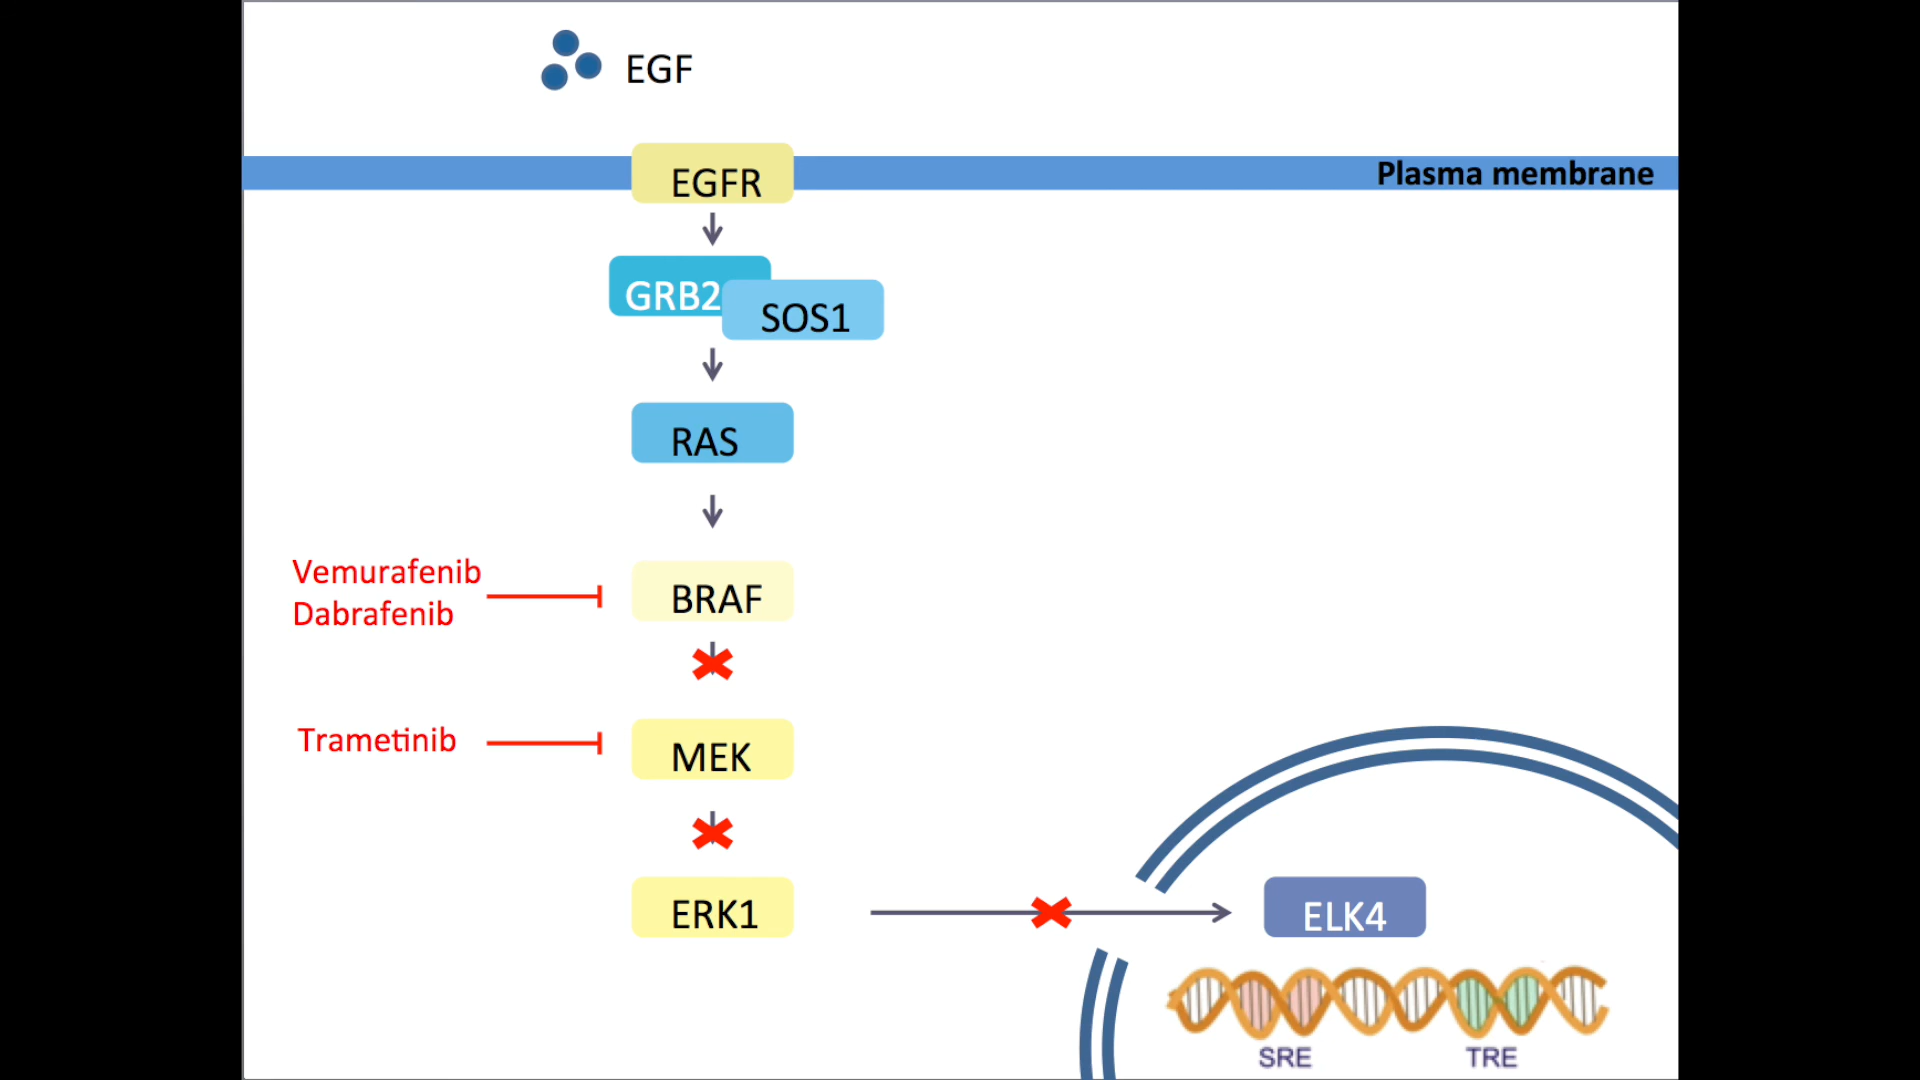 EGF
Plasma membrane
EGFR
GRB2
SOS1
RAS
Vemurafenib
Dabrafenib
BRAF
Trametinib
MEK
ERK1
ELK4
SRE
TRE